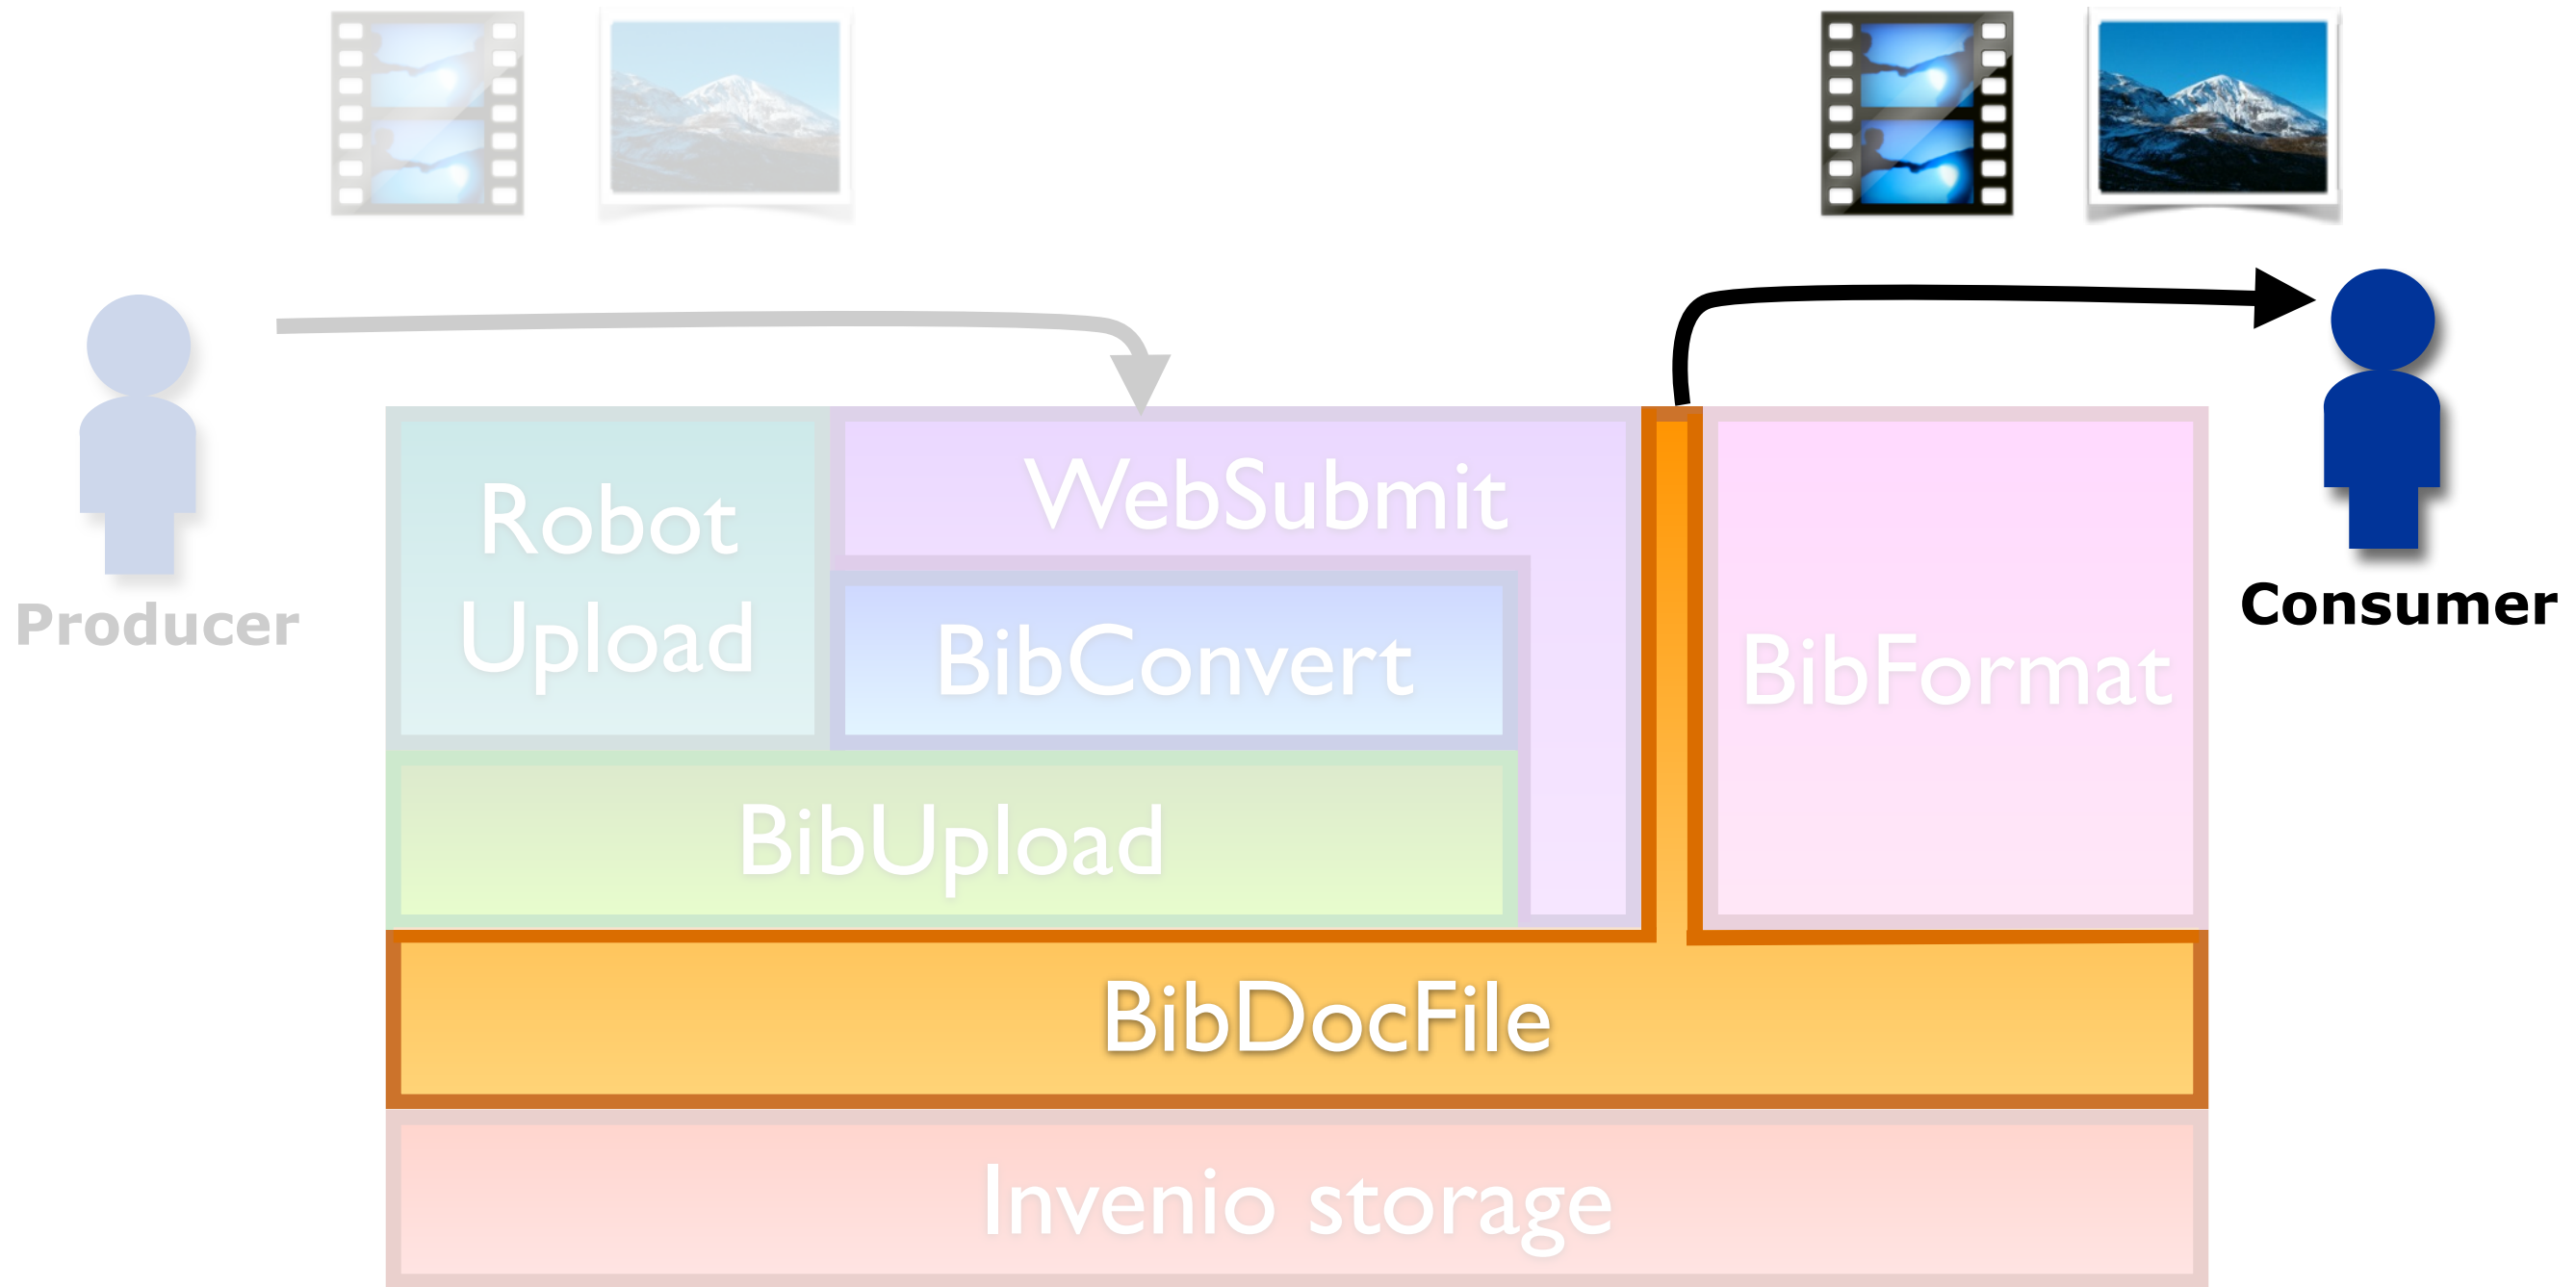 Producer
Consumer
Robot
Upload
WebSubmit
BibConvert
BibFormat
BibUpload
BibDocFile
Invenio storage